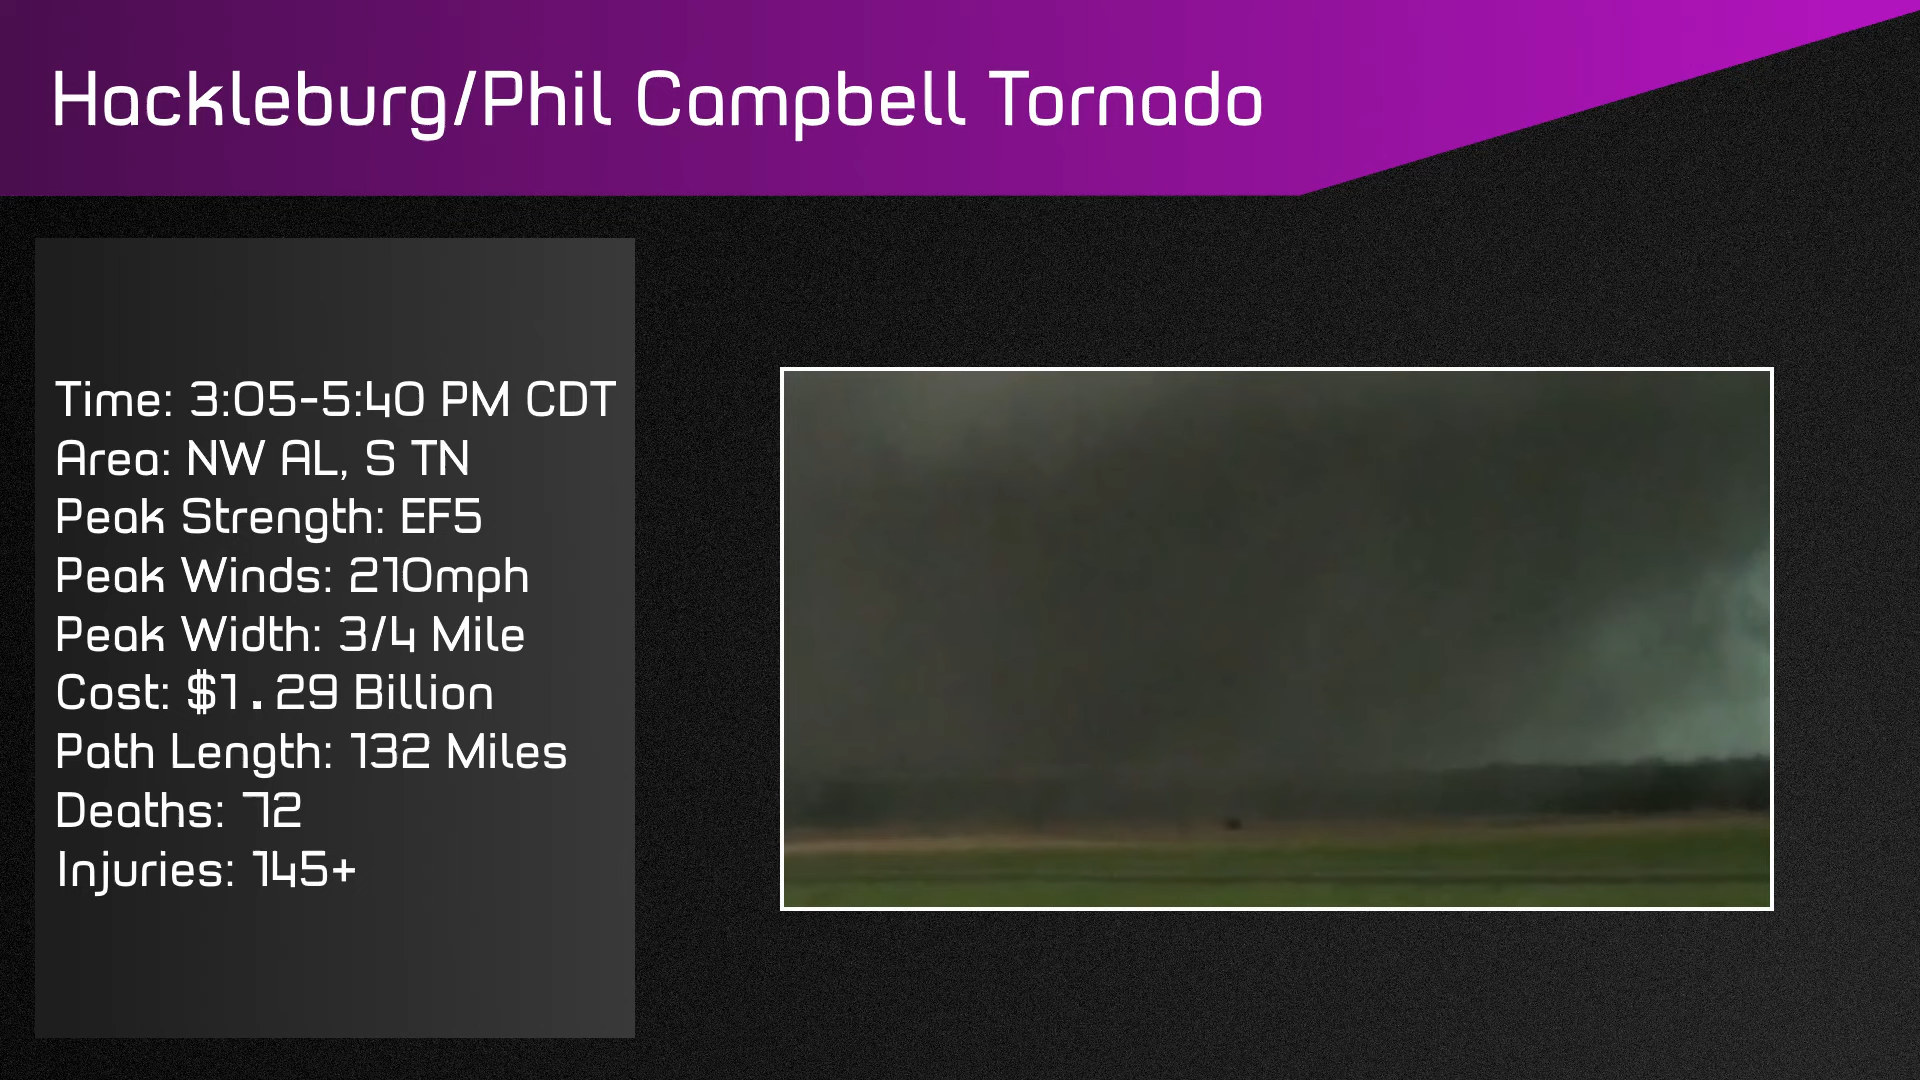 Hackleburg/Phil Campbell Tornado
Time: 3:05-5:40 PM CDT
Area: NW AL, S TN
Peak Strength: EF5
Peak Winds: 210mph
Peak Width: 3/4 Mile
Cost: $1.29 Billion
Path Length: 132 Miles
Deaths: 72
Injuries: 145+